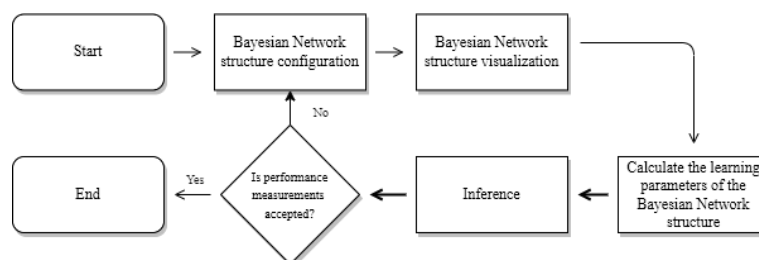 Start
Bayesian Network
structure configuration
Bayesian Network
structure visualization
No
End
Yes
Is performance
measurements
accepted?
Inference
Calculate the learning
parameters of the
Bayesian Network
structure